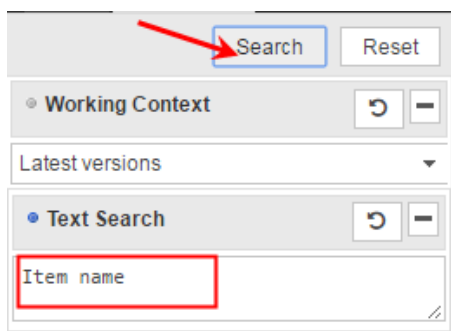 Search Reset
Working Context
Latest versions
Text Search
Item name